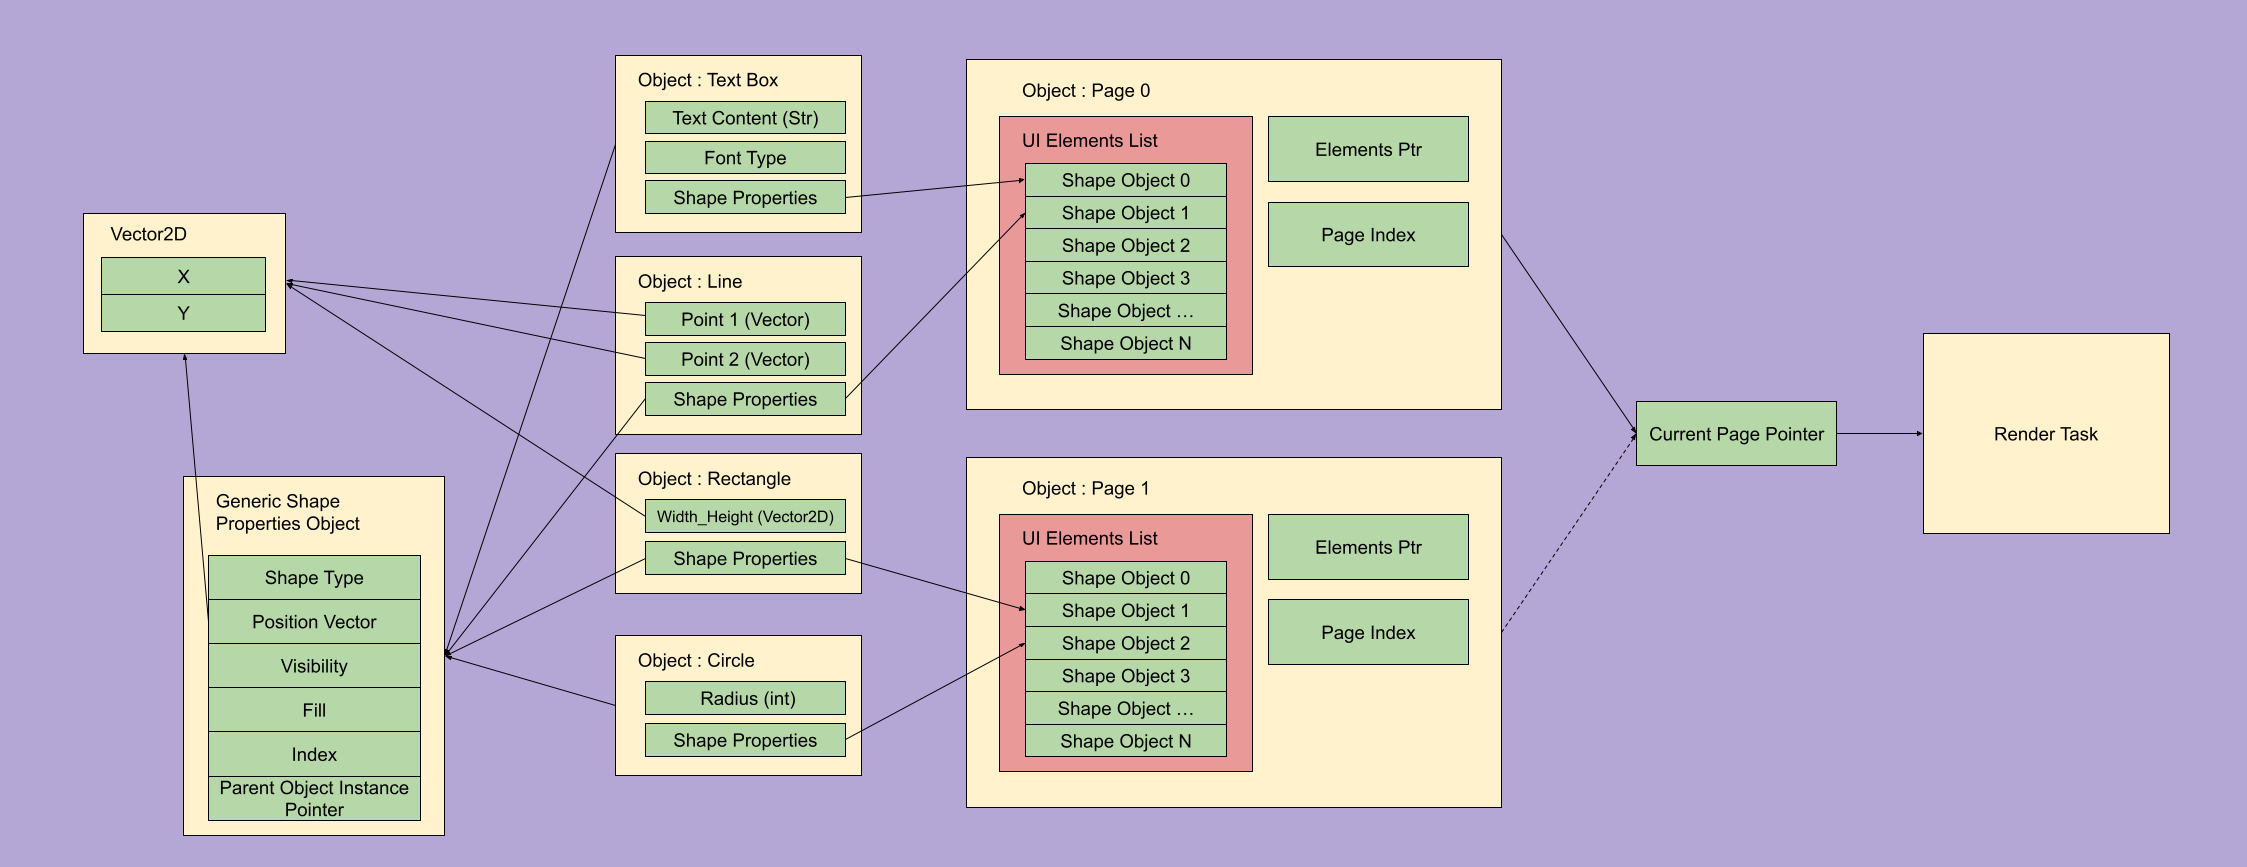 Vector2D
X
Y
Generic Shape
Properties Object
Shape Type
Position Vector
Visibility
Fill
Index
Parent Object Instance
Pointer
Object : Text Box
Text Content (Str)
Font Type
Shape Properties
Object : Line
Point 1 (Vector)
Point 2 (Vector)
Shape Properties
Object : Rectangle
Width_Height (Vector2D)
Shape Properties
Object : Circle
Radius (int)
Shape Properties
Object : Page 0
UI Elements List
Shape Object 0
Shape Object 1
Shape Object 2
Shape Object 3
Shape Object …
Shape Object N
Elements Ptr
Page Index
Object : Page 1
UI Elements List
Shape Object 0
Shape Object 1
Shape Object 2
Shape Object 3
Shape Object …
Shape Object N
Elements Ptr
Page Index
Current Page Pointer
Render Task